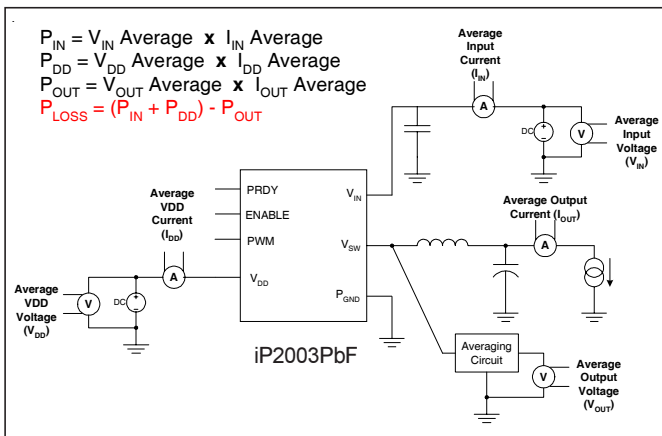 P_IN = V_IN Average x I_IN Average
P_DD = V_DD Average x I_DD Average
P_OUT = V_OUT Average x I_OUT Average
P_LOSS = (P_IN + P_DD) - P_OUT
Average
Input
Current
(I_IN)
A
DC
V
Average
Input
Voltage
(V_IN)
Average
VDD
Current
(I_DD)
A
Average
VDD
Voltage
(V_DD)
V
DC
PRDY
ENABLE
PWM
V_DD
V_IN
V_SW
P_GND
iP2003PbF
Average Output
Current (I_OUT)
A
Averaging
Circuit
V
Average
Output
Voltage
(V_OUT)